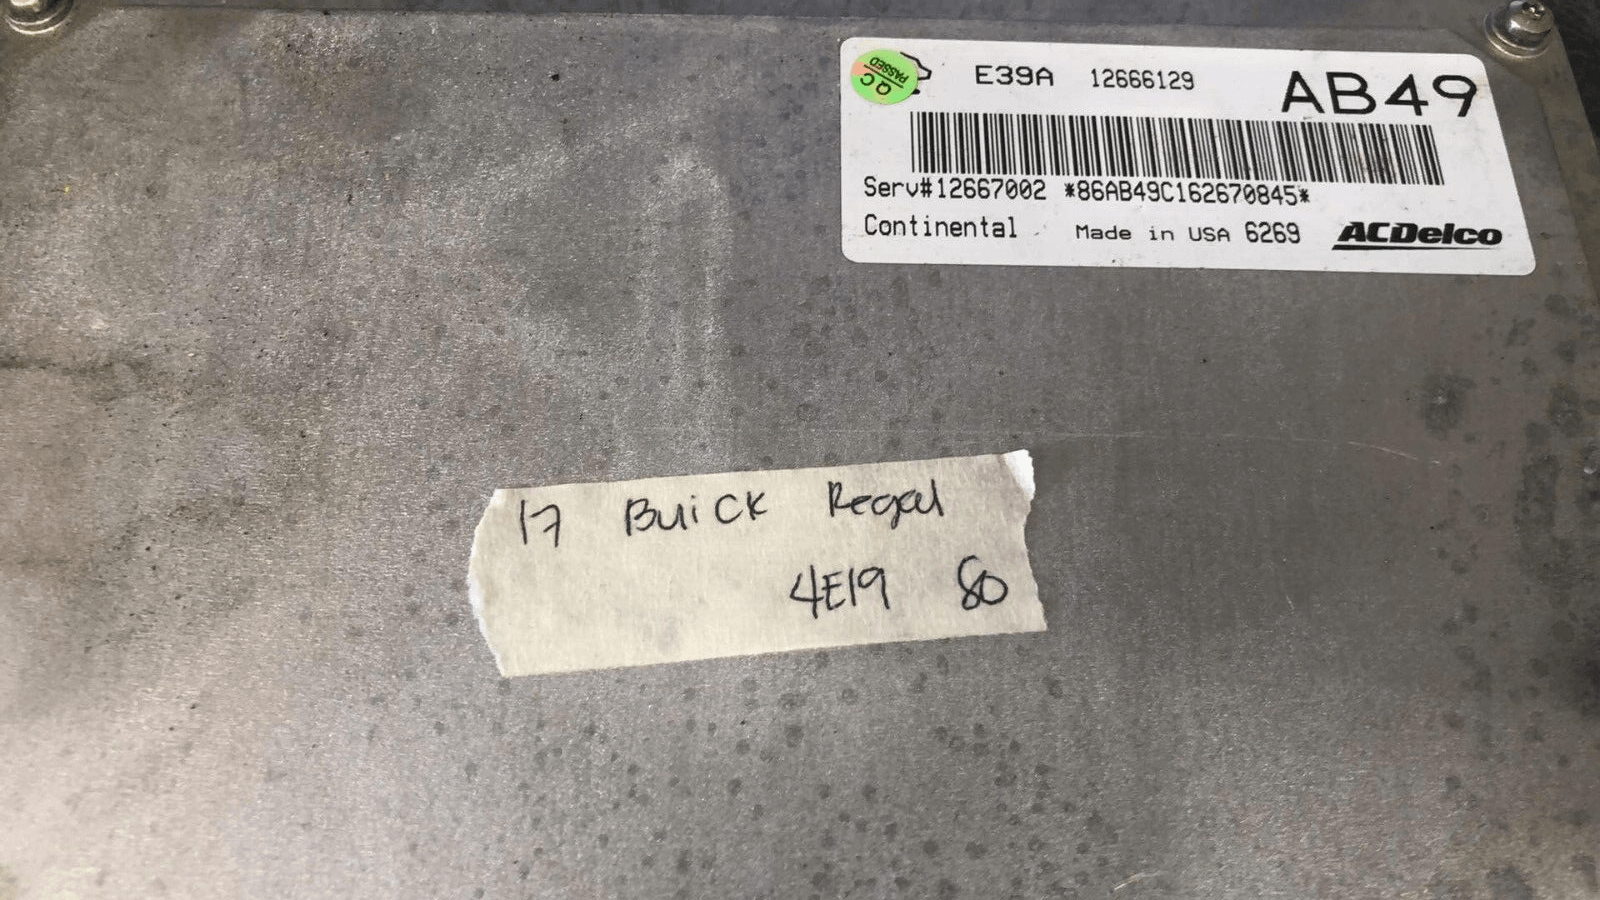 QC
PASSED
E39A 12666129 AB49
Serv#12667002 *86AB49C162670845*
Continental Made in USA 6269 ACDelco
17 Buick Regal
4E19 80